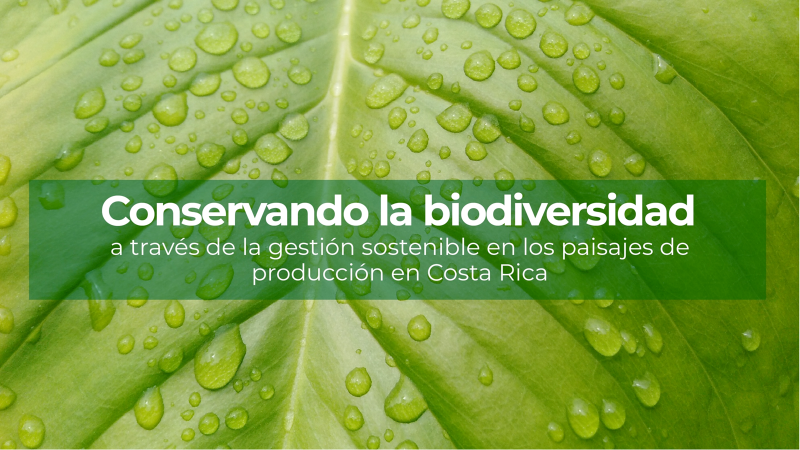 Conservando la biodiversidad
a través de la gestión sostenible en los paisajes de
producción en Costa Rica